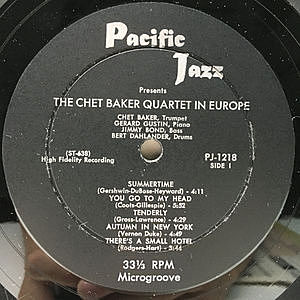 Pacific
Jazz
Presents
THE CHET BAKER QUARTET IN EUROPE
CHET BAKER, Trumpet
GERARD GUSTIN, Piano
JIMMY BOND, Bass
BERT DAHLANDER, Drums
(ST-638)
High Fidelity Recording
PJ-1218
SIDE 1
SUMMERTIME
(Gershwin-DuBose-Heyward) - 4:11
YOU GO TO MY HEAD
(Coots-Gillespie) - 5:52
TENDERLY
(Gross-Lawrence) - 4:29
AUTUMN IN NEW YORK
(Vernon Duke) - 4:49
THERE'S A SMALL HOTEL
(Rodgers-Hart) - 3:44
33⅓ RPM
Microgroove